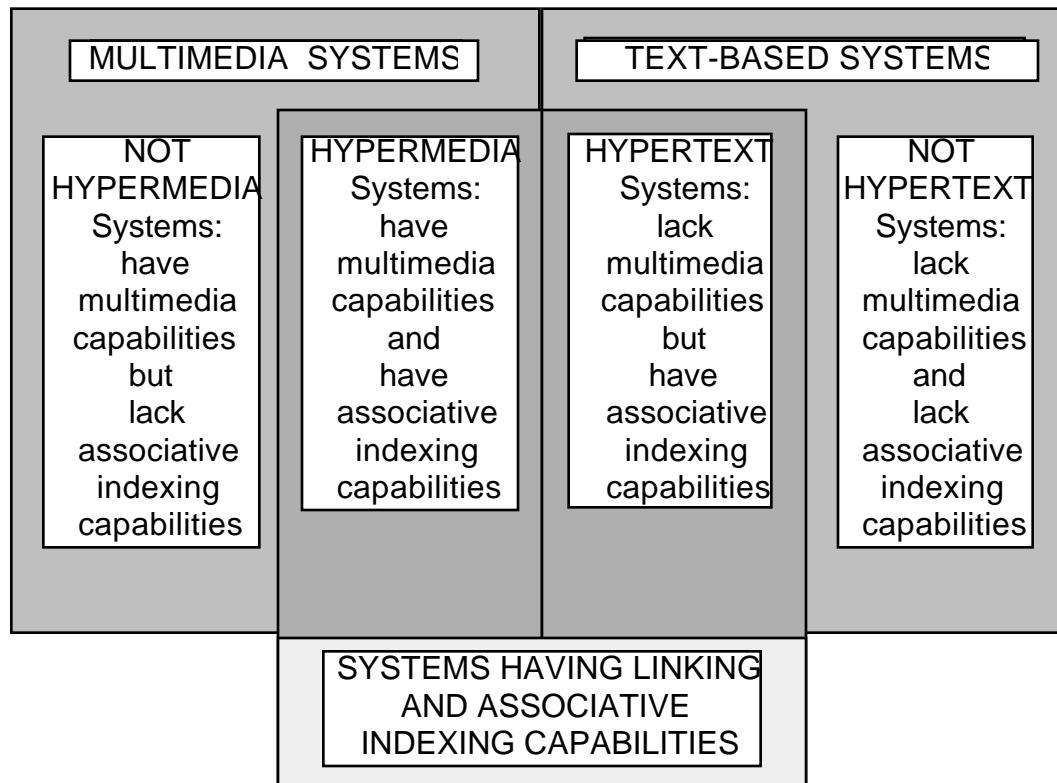 MULTIMEDIA SYSTEMS
TEXT-BASED SYSTEMS
NOT
HYPERMEDIA
Systems:
have
multimedia
capabilities
but
lack
associative
indexing
capabilities
HYPERMEDIA
Systems:
have
multimedia
capabilities
and
have
associative
indexing
capabilities
HYPERTEXT
Systems:
lack
multimedia
capabilities
but
have
associative
indexing
capabilities
NOT
HYPERTEXT
Systems:
lack
multimedia
capabilities
and
lack
associative
indexing
capabilities
SYSTEMS HAVING LINKING
AND ASSOCIATIVE
INDEXING CAPABILITIES